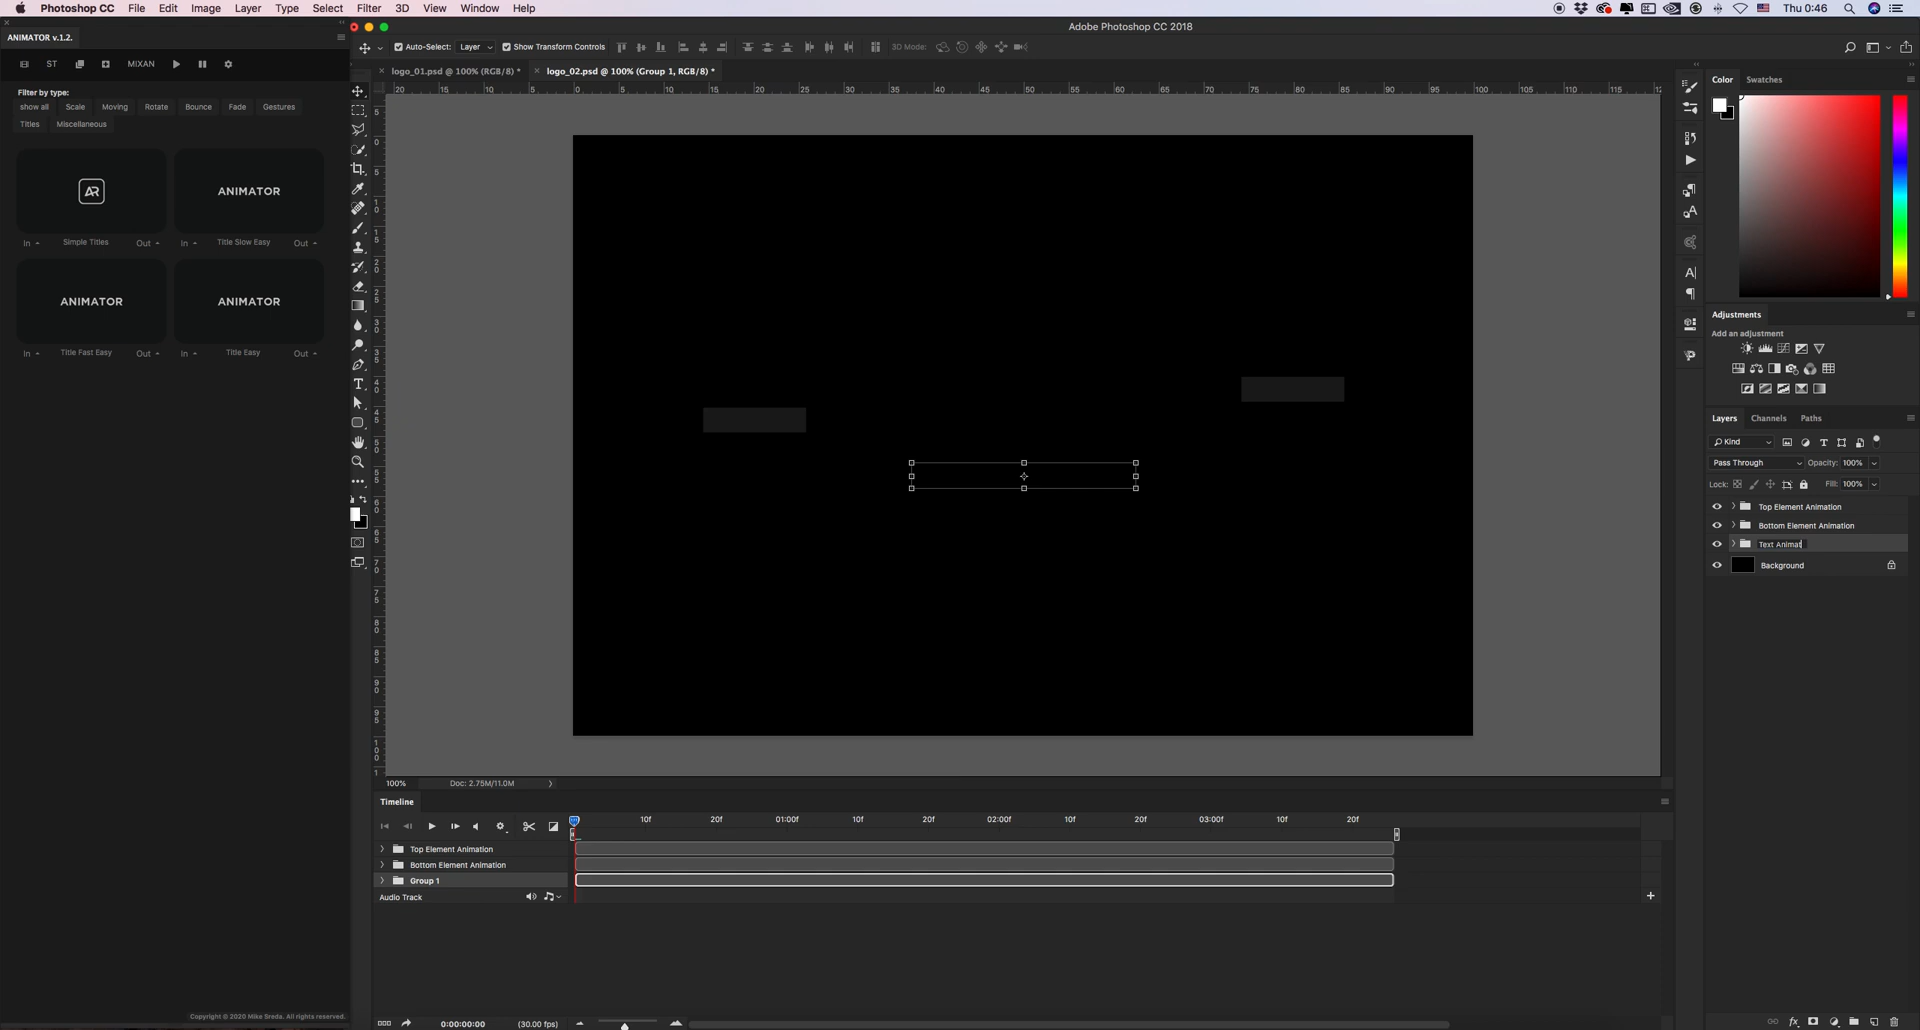 Photoshop CC File Edit Image Layer Type Select Filter 3D View Window Help Thu 0:46
Adobe Photoshop CC 2018
ANIMATOR v.1.2.
Auto-Select: Layer Show Transform Controls 3D Mode:
ST MIXAN
logo_01.psd @ 100% (RGB/8) * logo_02.psd @ 100% (Group 1, RGB/8) *
Filter by type:
show all Scale Moving Rotate Bounce Fade Gestures
Titles Miscellaneous
AR ANIMATOR
In Simple Titles Out In Title Slow Easy Out
ANIMATOR ANIMATOR
In Title Fast Easy Out In Title Easy Out
Color Swatches
Adjustments
Add an adjustment
Layers Channels Paths
Kind
Pass Through Opacity: 100%
Lock: Fill: 100%
Top Element Animation
Bottom Element Animation
Text Animat
Background
100% Doc: 2.75M/11.0M
Timeline
10f 20f 01:00f 10f 20f 02:00f 10f 20f 03:00f 10f 20f
Top Element Animation
Bottom Element Animation
Group 1
Audio Track
0:00:00:00 (30.00 fps)
Copyright © 2020 Mike Sreda. All rights reserved.